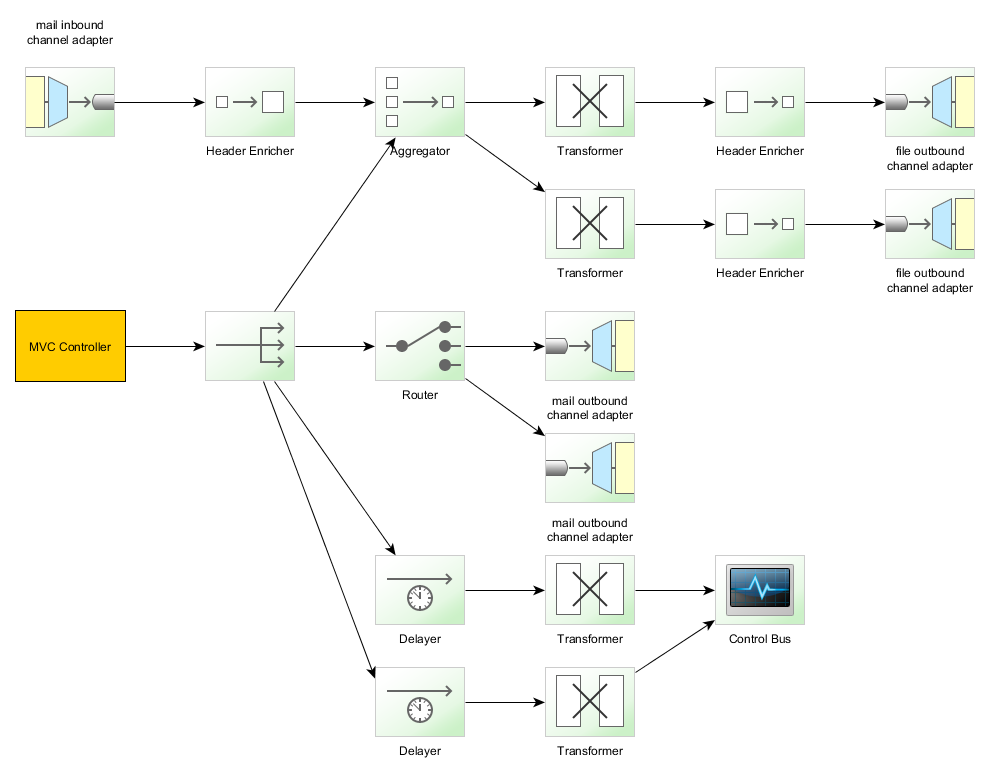 mail inbound
channel adapter
Header Enricher
Aggregator
Transformer
Header Enricher
file outbound
channel adapter
Transformer
Header Enricher
file outbound
channel adapter
MVC Controller
Router
mail outbound
channel adapter
mail outbound
channel adapter
Delayer
Transformer
Control Bus
Delayer
Transformer